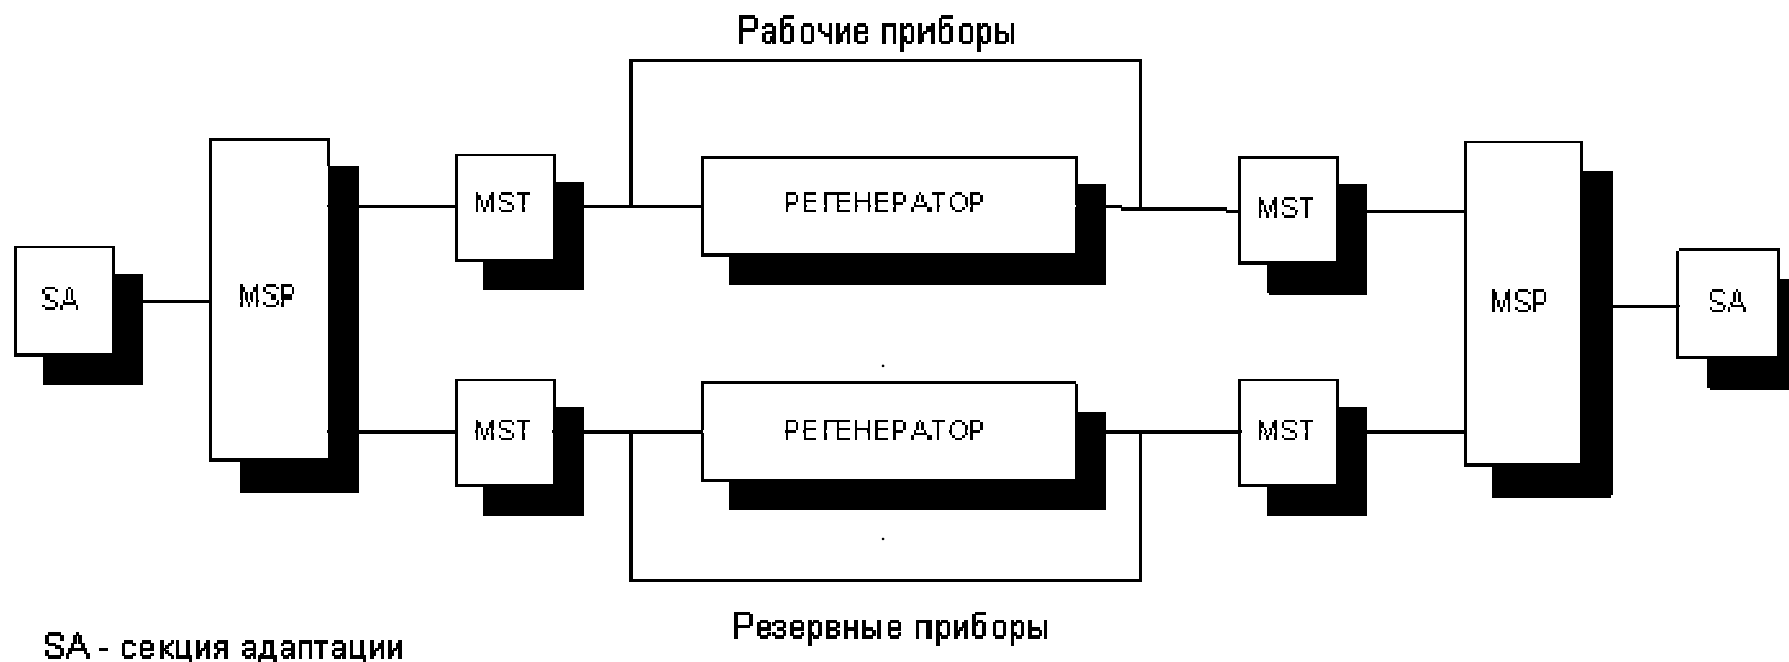 Рабочие приборы
MST
РЕГЕНЕРАТОР
MST
SA
MSP
MSP
SA
MST
РЕГЕНЕРАТОР
MST
Резервные приборы
SA - секция адаптации